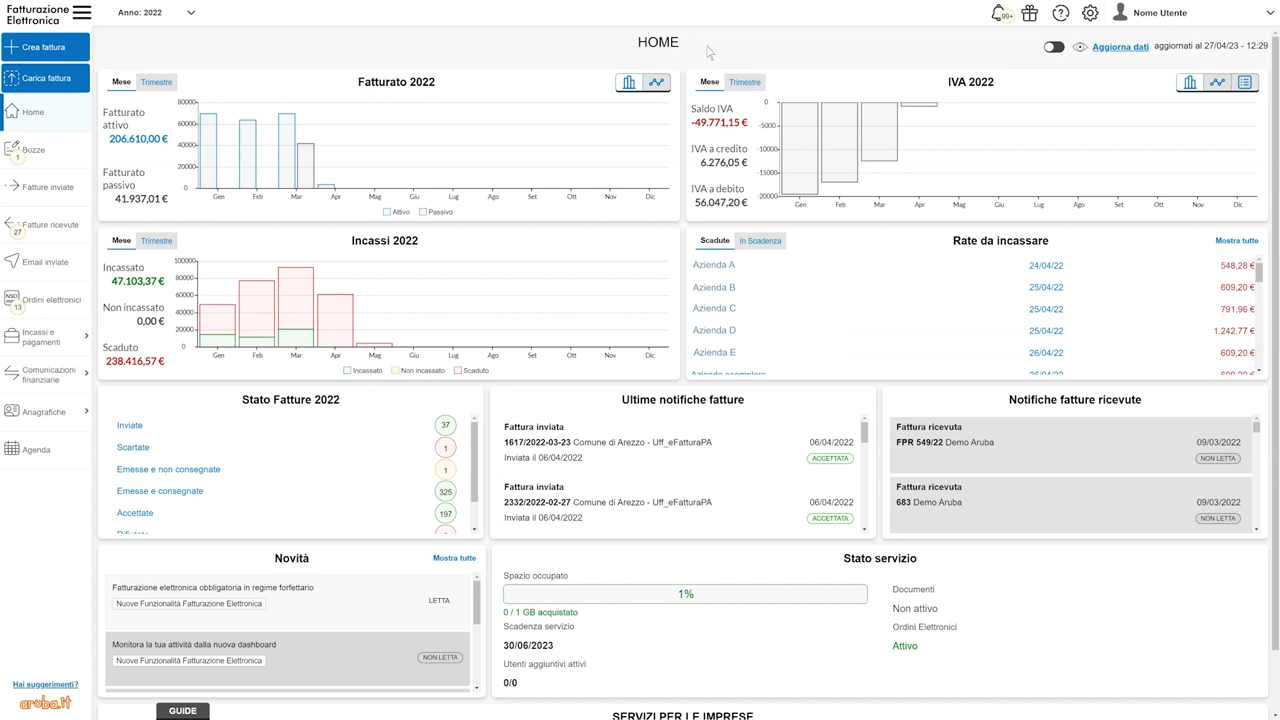 Fatturazione
Elettronica
Anno: 2022
99+
Nome Utente
Crea fattura
Carica fattura
Home
Bozze
1
Fatture inviate
Fatture ricevute
27
Email inviate
NSO
Ordini elettronici
13
Incassi e
pagamenti
Comunicazioni
finanziarie
Anagrafiche
Agenda
Hai suggerimenti?
aruba.it
HOME
Aggiorna dati aggiornati al 27/04/23 - 12:29
Mese Trimestre
Fatturato 2022
Fatturato
attivo
206.610,00 €
Fatturato
passivo
41.937,01 €
80000
60000
40000
20000
0
Gen Feb Mar Apr Mag Giu Lug Ago Set Ott Nov Dic
Attivo Passivo
Mese Trimestre
IVA 2022
Saldo IVA
-49.771,15 €
IVA a credito
6.276,05 €
IVA a debito
56.047,20 €
0
-5000
-10000
-15000
-20000
Gen Feb Mar Apr Mag Giu Lug Ago Set Ott Nov Dic
Mese Trimestre
Incassi 2022
Incassato
47.103,37 €
Non incassato
0,00 €
Scaduto
238.416,57 €
100000
80000
60000
40000
20000
0
Gen Feb Mar Apr Mag Giu Lug Ago Set Ott Nov Dic
Incassato Non incassato Scaduto
Scadute In Scadenza
Rate da incassare
Mostra tutte
Azienda A 24/04/22 548,28 €
Azienda B 25/04/22 609,20 €
Azienda C 25/04/22 791,96 €
Azienda D 25/04/22 1.242,77 €
Azienda E 26/04/22 609,20 €
Azienda esemplare 26/04/22 609,20 €
Stato Fatture 2022
Inviate 37
Scartate 1
Emesse e non consegnate 1
Emesse e consegnate 325
Accettate 197
Rifiutate
Ultime notifiche fatture
Fattura inviata
1617/2022-03-23 Comune di Arezzo - Uff_eFatturaPA 06/04/2022
Inviata il 06/04/2022 ACCETTATA
Fattura inviata
2332/2022-02-27 Comune di Arezzo - Uff_eFatturaPA 06/04/2022
Inviata il 06/04/2022 ACCETTATA
Notifiche fatture ricevute
Fattura ricevuta
FPR 549/22 Demo Aruba 09/03/2022
NON LETTA
Fattura ricevuta
683 Demo Aruba 09/03/2022
NON LETTA
Novità
Mostra tutte
Fatturazione elettronica obbligatoria in regime forfettario
Nuove Funzionalità Fatturazione Elettronica
LETTA
Monitora la tua attività dalla nuova dashboard
Nuove Funzionalità Fatturazione Elettronica
NON LETTA
Stato servizio
Spazio occupato
1%
0 / 1 GB acquistato
Scadenza servizio
30/06/2023
Utenti aggiuntivi attivi
0/0
Documenti
Non attivo
Ordini Elettronici
Attivo
GUIDE
SERVIZI PER LE IMPRESE